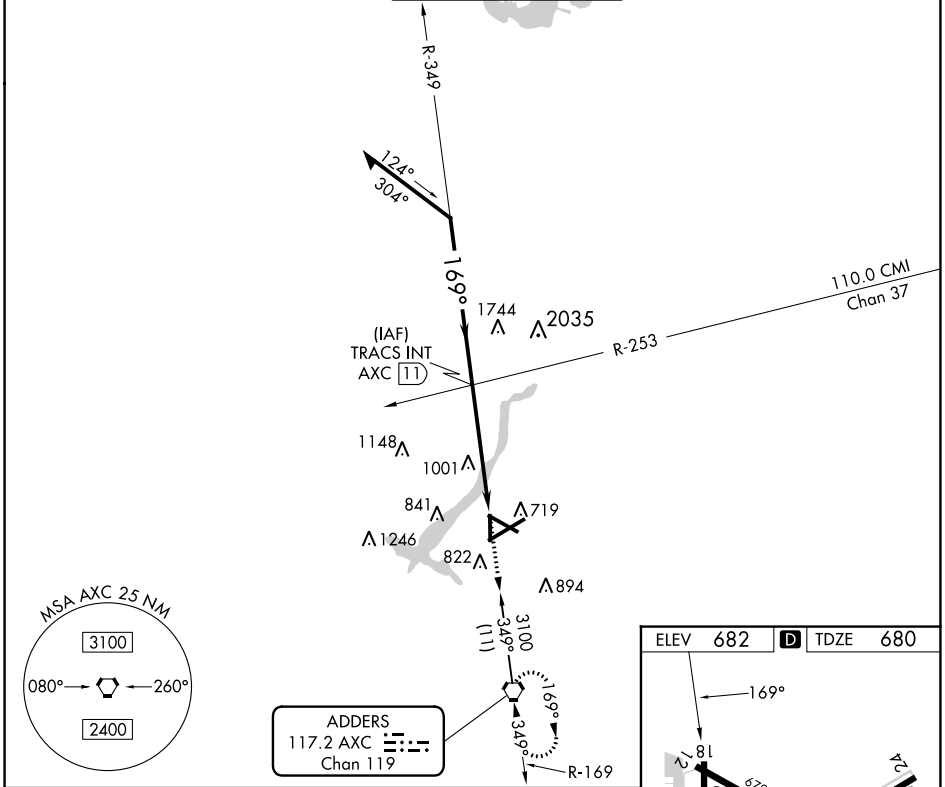 R-349
124°
304°
169°
1744
2035
110.0 CMI
Chan 37
R-253
(IAF)
TRACS INT
AXC 11
1148
1001
841
719
1246
822
894
3100
349°
(11)
MSA AXC 25 NM
3100
080°
260°
2400
ADDERS
117.2 AXC
Chan 119
169°
349°
R-169
ELEV 682 D TDZE 680
169°
18
12
24